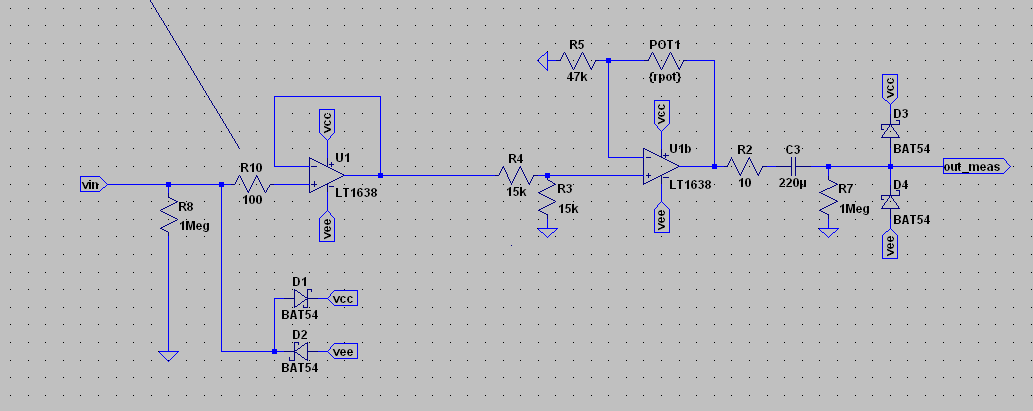 R5
POT1
47k
{rpot}
vcc
D3
BAT54
vcc
vcc
U1
U1b
R10
R4
R2
C3
out_meas
vin
100
LT1638
15k
R3
LT1638
10
220µ
R8
1Meg
15k
R7
1Meg
D4
BAT54
vee
vee
vee
D1
vcc
BAT54
D2
vee
BAT54